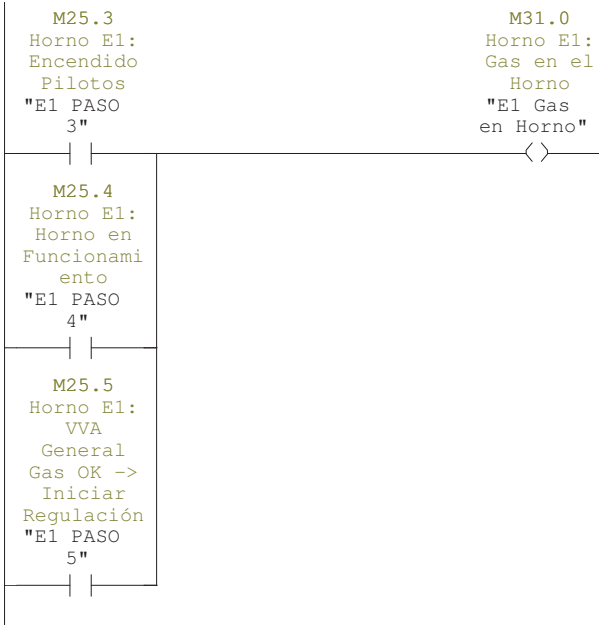 M25.3
Horno E1:
Encendido
Pilotos
"E1 PASO
3"
M31.0
Horno E1:
Gas en el
Horno
"E1 Gas
en Horno"
M25.4
Horno E1:
Horno en
Funcionami
ento
"E1 PASO
4"
M25.5
Horno E1:
VVA
General
Gas OK ->
Iniciar
Regulación
"E1 PASO
5"